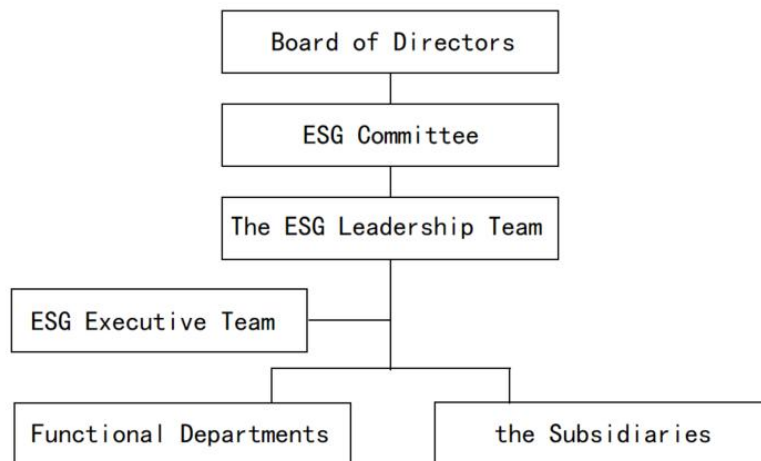 Board of Directors
ESG Committee
The ESG Leadership Team
ESG Executive Team
Functional Departments
the Subsidiaries